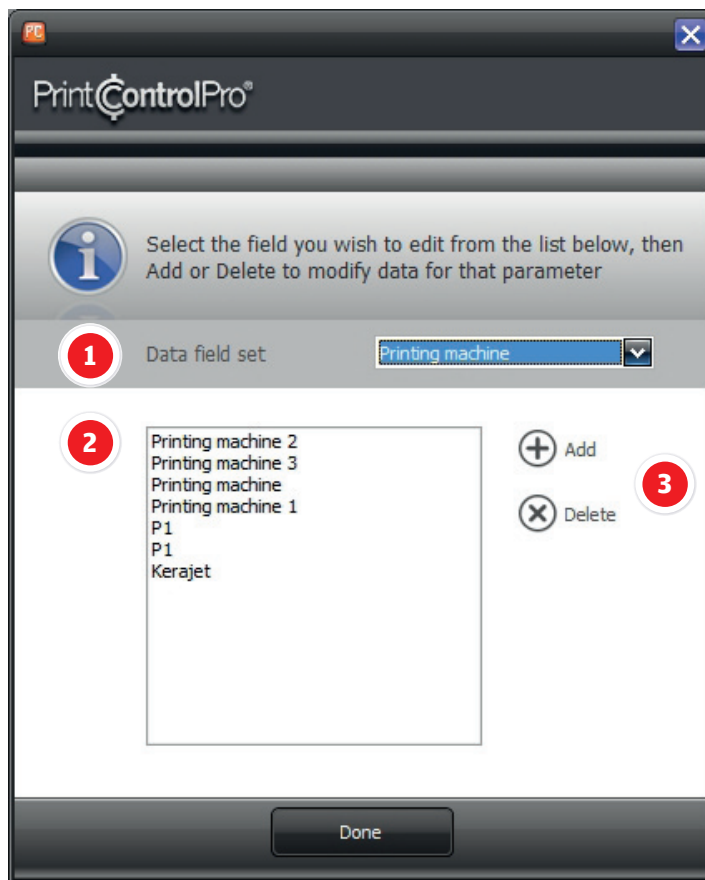 PC
PrintControlPro®
Select the field you wish to edit from the list below, then
Add or Delete to modify data for that parameter
1 Data field set Printing machine
2
Printing machine 2
Printing machine 3
Printing machine
Printing machine 1
P1
P1
Kerajet
Add
3
Delete
Done